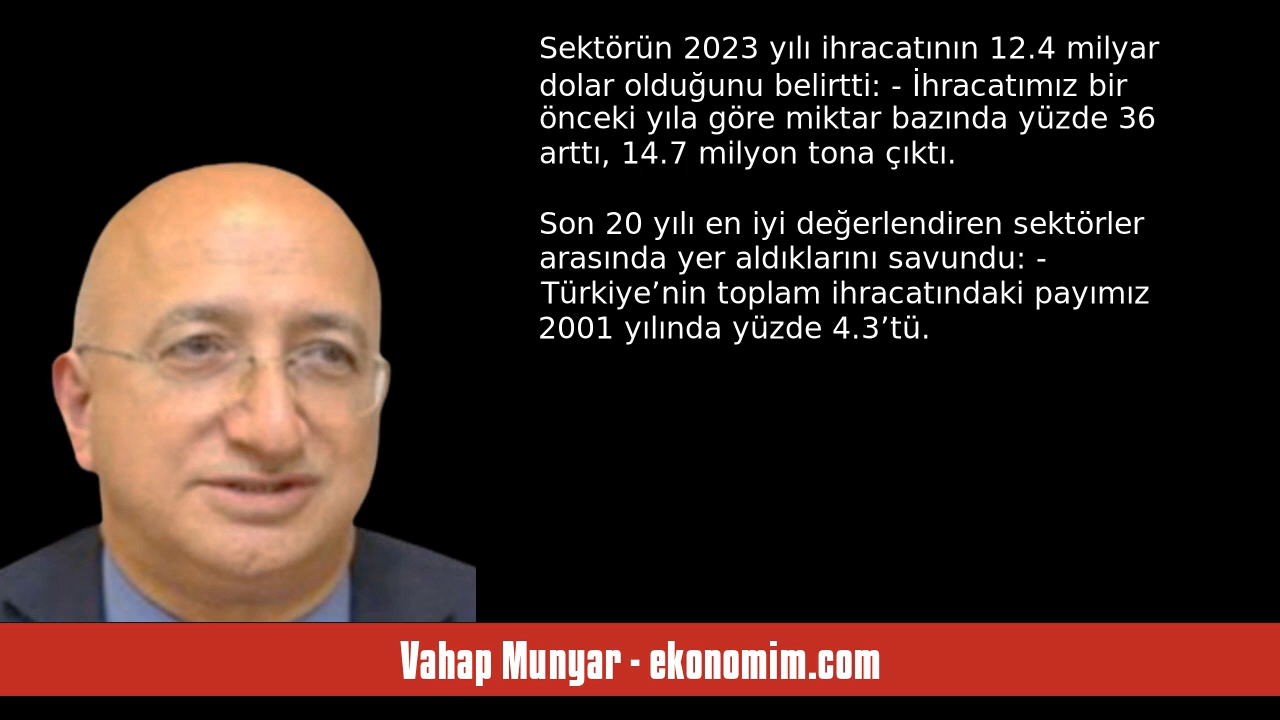 Sektörün 2023 yılı ihracatının 12.4 milyar
dolar olduğunu belirtti: - İhracatımız bir
önceki yıla göre miktar bazında yüzde 36
arttı, 14.7 milyon tona çıktı.
Son 20 yılı en iyi değerlendiren sektörler
arasında yer aldıklarını savundu: -
Türkiye’nin toplam ihracatındaki payımız
2001 yılında yüzde 4.3’tü.
Vahap Munyar - ekonomim.com